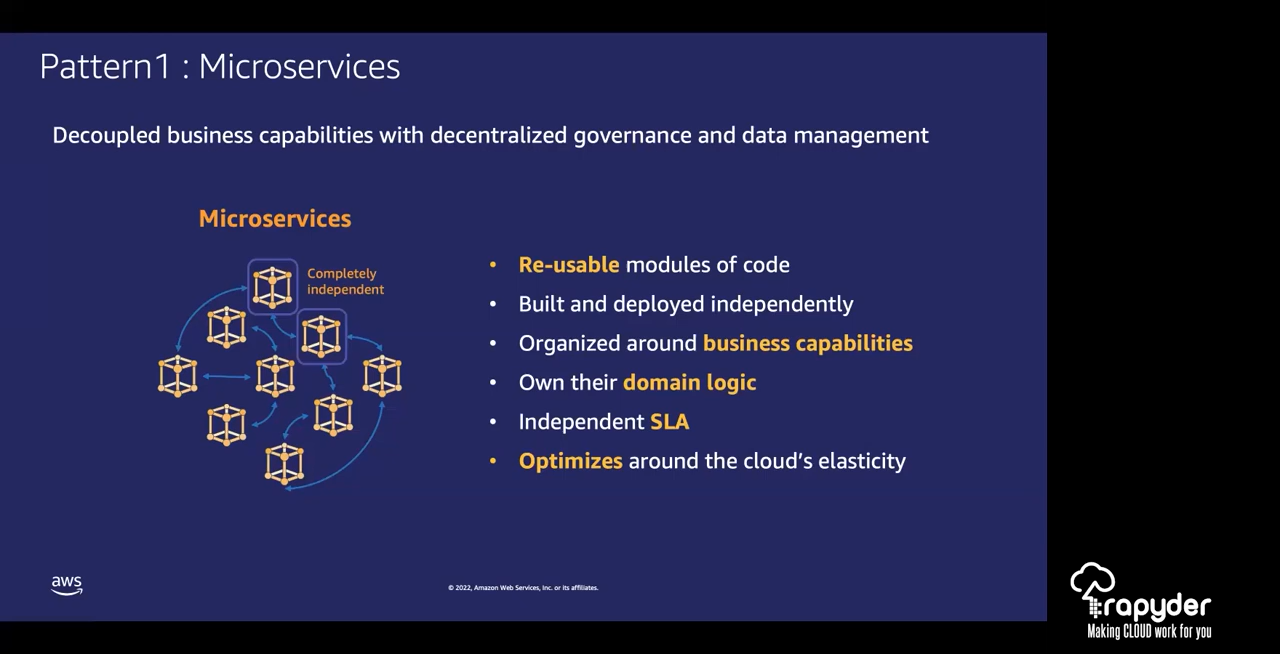 Pattern1 : Microservices
Decoupled business capabilities with decentralized governance and data management
Microservices
Completely
independent
• Re-usable modules of code
• Built and deployed independently
• Organized around business capabilities
• Own their domain logic
• Independent SLA
• Optimizes around the cloud's elasticity
aws
© 2022, Amazon Web Services, Inc. or its affiliates.
rapyder
Making CLOUD work for you